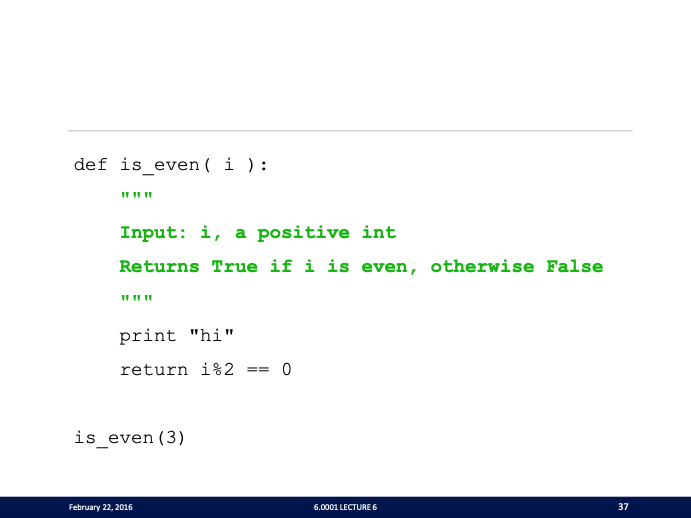 def is_even( i ):
    """
    Input: i, a positive int
    Returns True if i is even, otherwise False
    """
    print "hi"
    return i%2 == 0
is_even(3)
February 22, 2016 6.0001 LECTURE 6 37